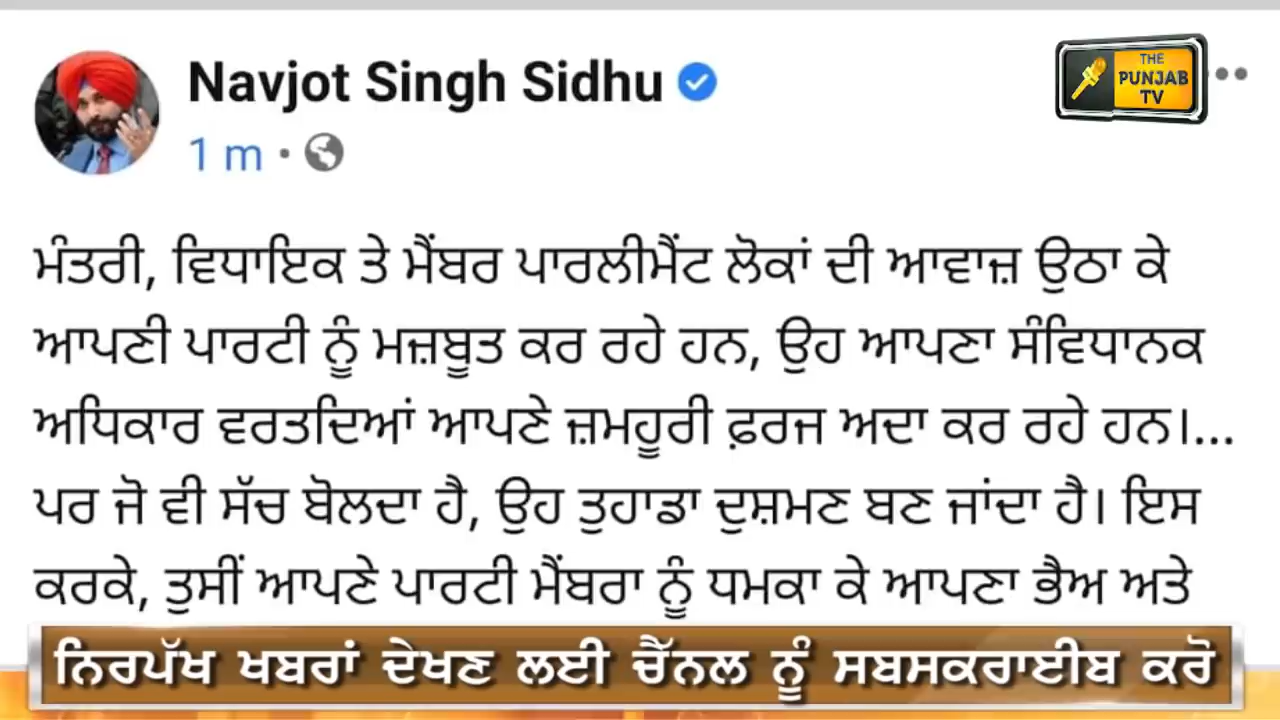 Navjot Singh Sidhu
1 m
THE
PUNJAB
TV
ਮੰਤਰੀ, ਵਿਧਾਇਕ ਤੇ ਮੈਂਬਰ ਪਾਰਲੀਮੈਂਟ ਲੋਕਾਂ ਦੀ ਆਵਾਜ਼ ਉਠਾ ਕੇ
ਆਪਣੀ ਪਾਰਟੀ ਨੂੰ ਮਜ਼ਬੂਤ ਕਰ ਰਹੇ ਹਨ, ਉਹ ਆਪਣਾ ਸੰਵਿਧਾਨਕ
ਅਧਿਕਾਰ ਵਰਤਦਿਆਂ ਆਪਣੇ ਜ਼ਮਹੂਰੀ ਫ਼ਰਜ ਅਦਾ ਕਰ ਰਹੇ ਹਨ।...
ਪਰ ਜੋ ਵੀ ਸੱਚ ਬੋਲਦਾ ਹੈ, ਉਹ ਤੁਹਾਡਾ ਦੁਸ਼ਮਣ ਬਣ ਜਾਂਦਾ ਹੈ। ਇਸ
ਕਰਕੇ, ਤੁਸੀਂ ਆਪਣੇ ਪਾਰਟੀ ਮੈਂਬਰਾ ਨੂੰ ਧਮਕਾ ਕੇ ਆਪਣਾ ਭੈਅ ਅਤੇ
ਨਿਰਪੱਖ ਖਬਰਾਂ ਦੇਖਣ ਲਈ ਚੈੱਨਲ ਨੂੰ ਸਬਸਕਰਾਈਬ ਕਰੋ